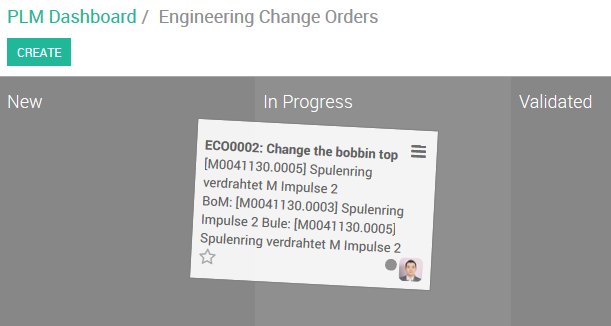 PLM Dashboard / Engineering Change Orders
CREATE
New
In Progress
Validated
ECO0002: Change the bobbin top
[M0041130.0005] Spulenring
verdrahtet M Impulse 2
BoM: [M0041130.0003] Spulenring
Impulse 2 Bule: [M0041130.0005]
Spulenring verdrahtet M Impulse 2